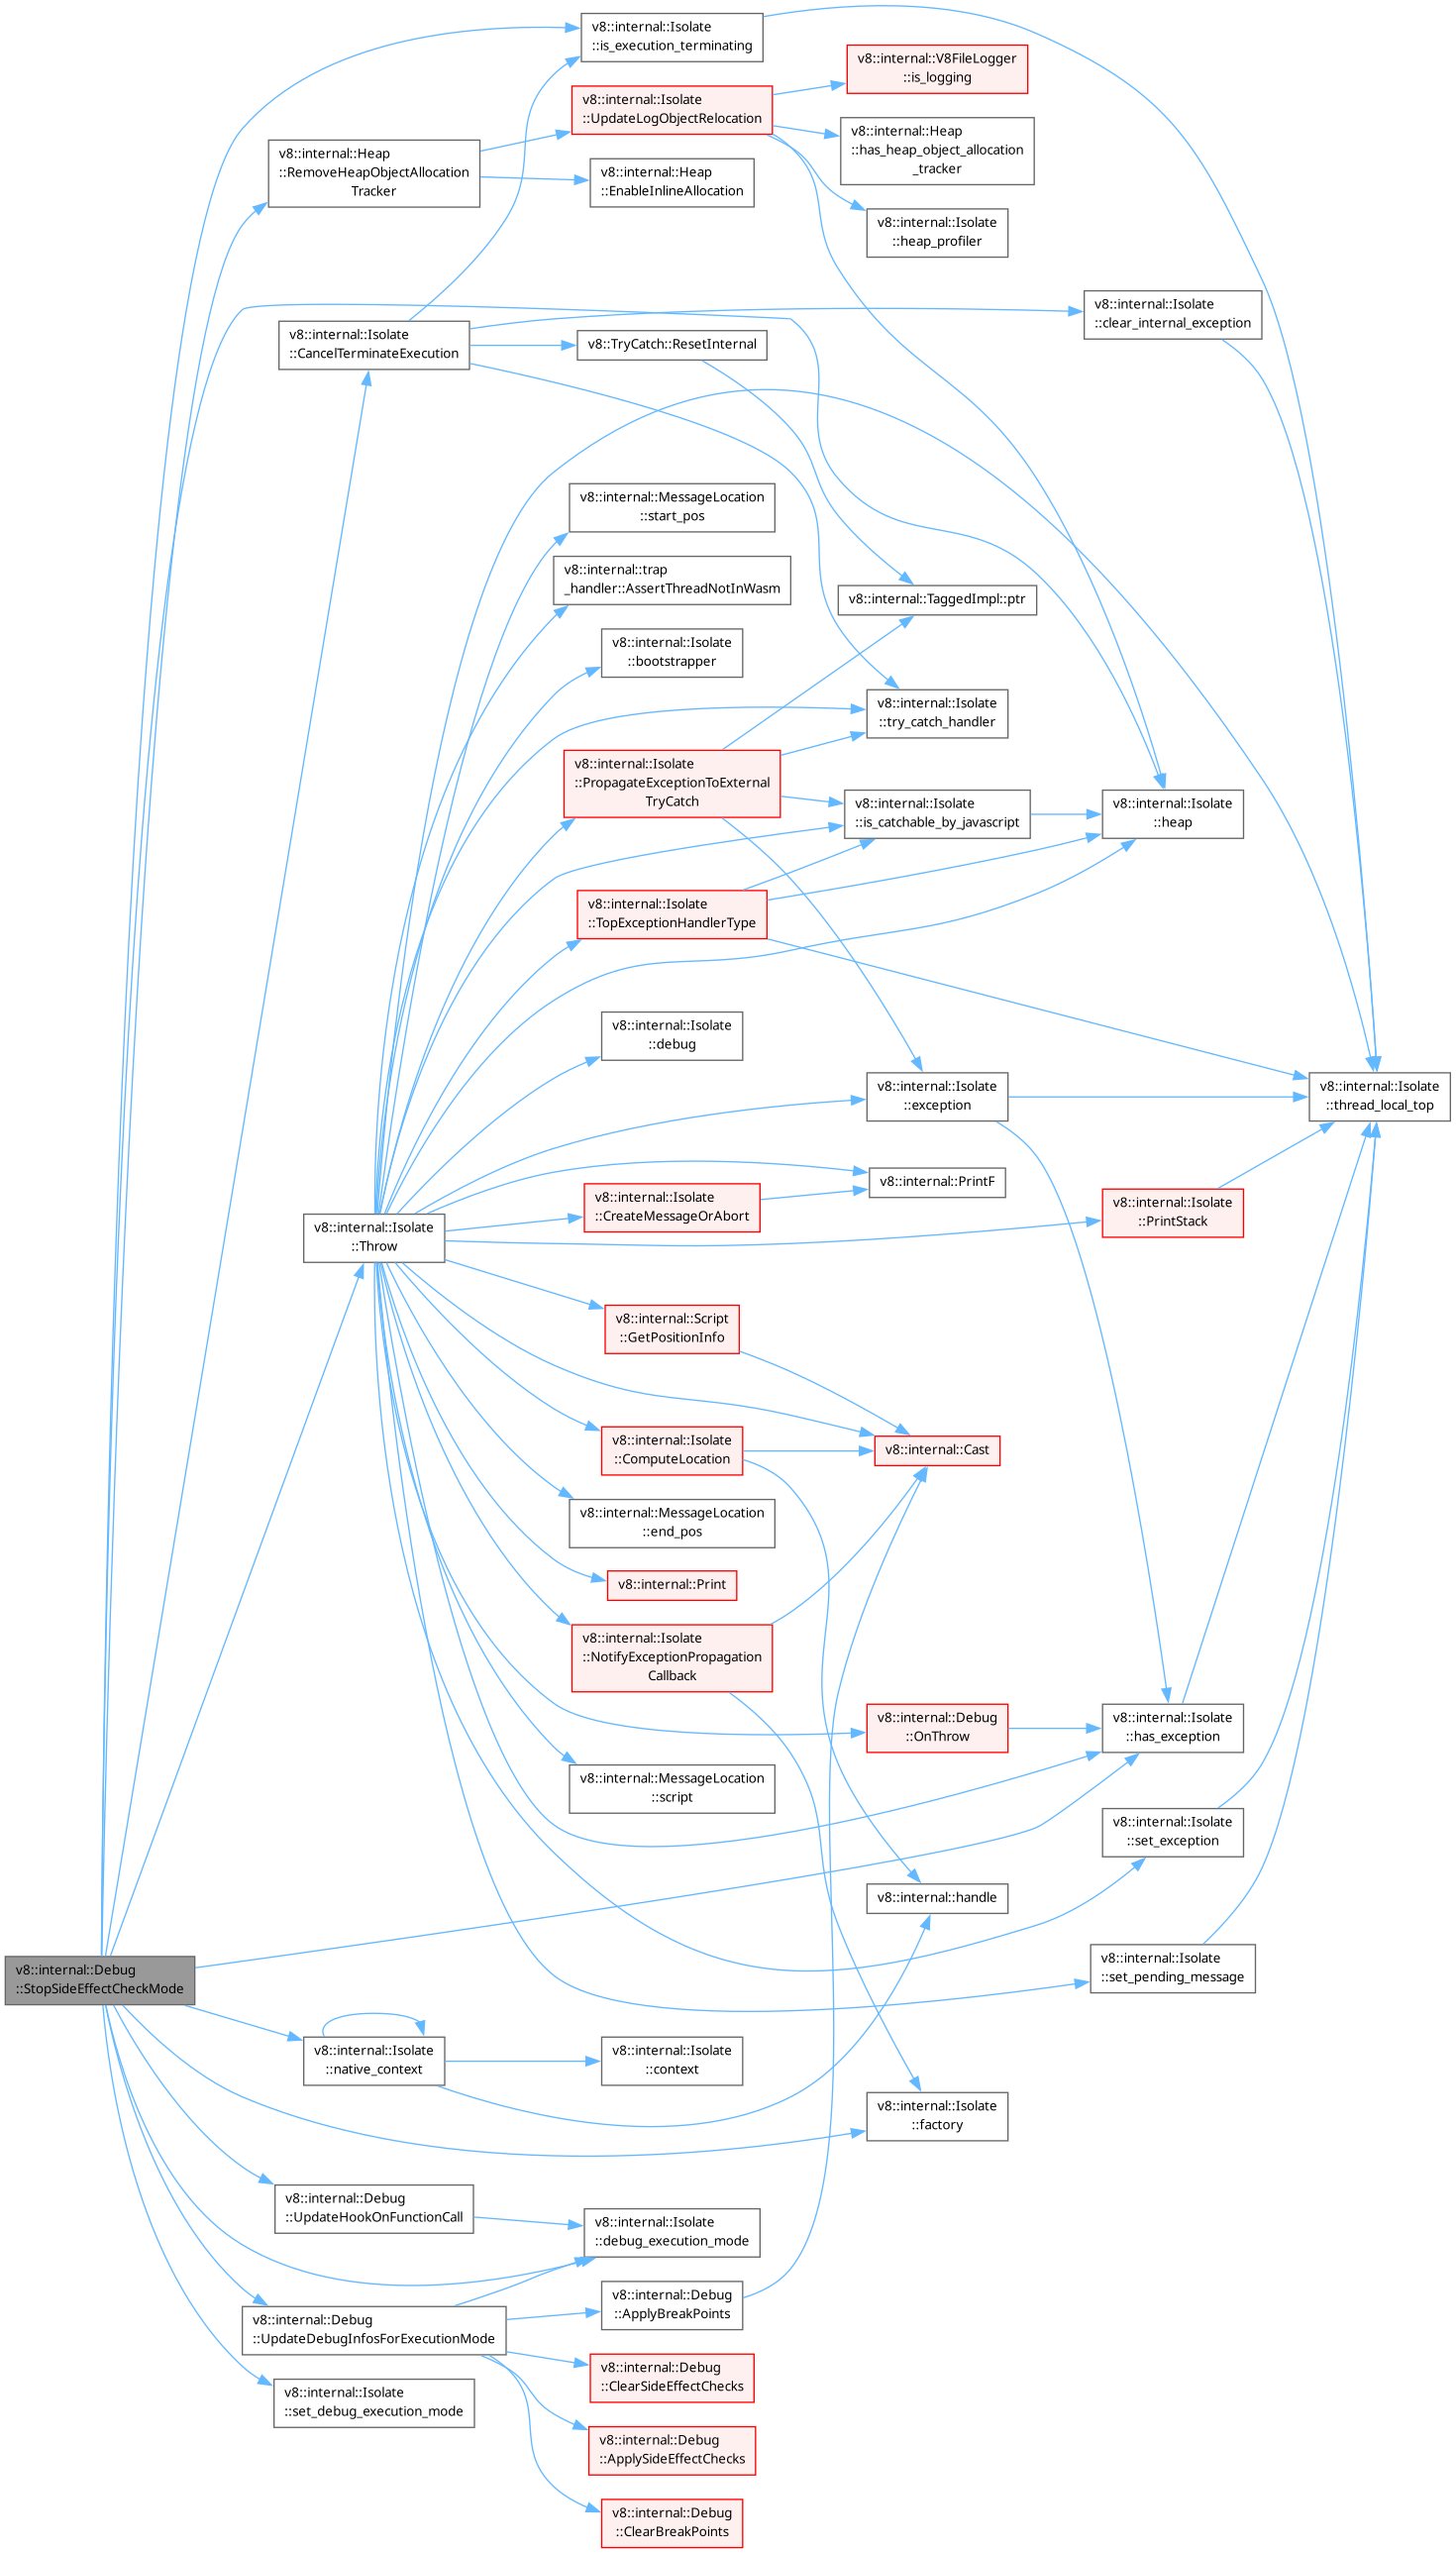 v8::internal::Isolate
::is_execution_terminating
v8::internal::V8FileLogger
::is_logging
v8::internal::Isolate
::UpdateLogObjectRelocation
v8::internal::Heap
::has_heap_object_allocation
_tracker
v8::internal::Heap
::RemoveHeapObjectAllocation
Tracker
v8::internal::Heap
::EnableInlineAllocation
v8::internal::Isolate
::heap_profiler
v8::internal::Isolate
::clear_internal_exception
v8::internal::Isolate
::CancelTerminateExecution
v8::TryCatch::ResetInternal
v8::internal::MessageLocation
::start_pos
v8::internal::trap
_handler::AssertThreadNotInWasm
v8::internal::TaggedImpl::ptr
v8::internal::Isolate
::bootstrapper
v8::internal::Isolate
::try_catch_handler
v8::internal::Isolate
::PropagateExceptionToExternal
TryCatch
v8::internal::Isolate
::is_catchable_by_javascript
v8::internal::Isolate
::heap
v8::internal::Isolate
::TopExceptionHandlerType
v8::internal::Isolate
::debug
v8::internal::Isolate
::exception
v8::internal::Isolate
::thread_local_top
v8::internal::PrintF
v8::internal::Isolate
::CreateMessageOrAbort
v8::internal::Isolate
::PrintStack
v8::internal::Isolate
::Throw
v8::internal::Script
::GetPositionInfo
v8::internal::Isolate
::ComputeLocation
v8::internal::Cast
v8::internal::MessageLocation
::end_pos
v8::internal::Print
v8::internal::Isolate
::NotifyExceptionPropagation
Callback
v8::internal::Debug
::OnThrow
v8::internal::Isolate
::has_exception
v8::internal::MessageLocation
::script
v8::internal::Isolate
::set_exception
v8::internal::handle
v8::internal::Debug
::StopSideEffectCheckMode
v8::internal::Isolate
::set_pending_message
v8::internal::Isolate
::native_context
v8::internal::Isolate
::context
v8::internal::Isolate
::factory
v8::internal::Debug
::UpdateHookOnFunctionCall
v8::internal::Isolate
::debug_execution_mode
v8::internal::Debug
::ApplyBreakPoints
v8::internal::Debug
::UpdateDebugInfosForExecutionMode
v8::internal::Debug
::ClearSideEffectChecks
v8::internal::Isolate
::set_debug_execution_mode
v8::internal::Debug
::ApplySideEffectChecks
v8::internal::Debug
::ClearBreakPoints